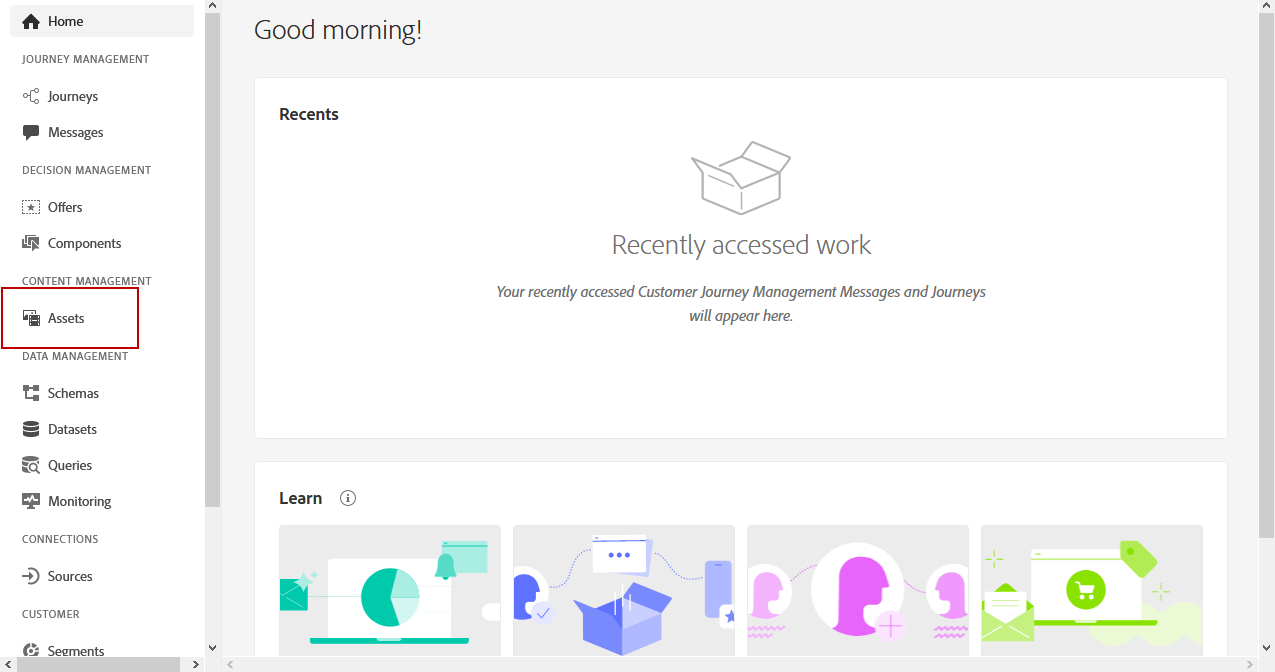 Home
JOURNEY MANAGEMENT
Journeys
Messages
DECISION MANAGEMENT
Offers
Components
CONTENT MANAGEMENT
Assets
DATA MANAGEMENT
Schemas
Datasets
Queries
Monitoring
CONNECTIONS
Sources
CUSTOMER
Segments
Good morning!
Recents
Recently accessed work
Your recently accessed Customer Journey Management Messages and Journeys
will appear here.
Learn